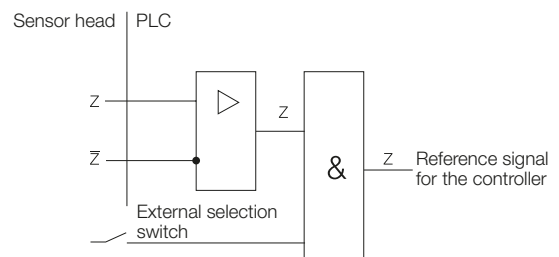 Sensor head PLC
Z
Z̅
Z
&
Z
Reference signal
for the controller
External selection
switch